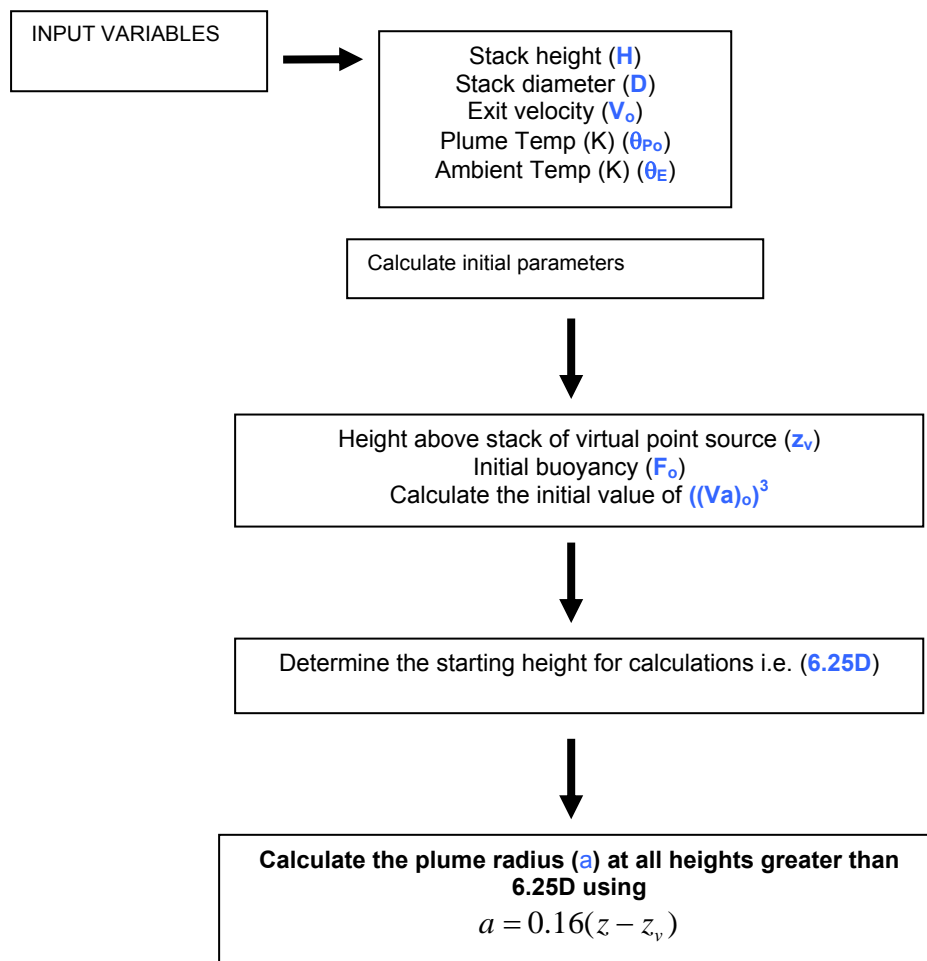 INPUT VARIABLES
Stack height (H)
Stack diameter (D)
Exit velocity (Vₒ)
Plume Temp (K) (θₚₒ)
Ambient Temp (K) (θE)
Calculate initial parameters
Height above stack of virtual point source (zᵥ)
Initial buoyancy (Fₒ)
Calculate the initial value of ((Va)ₒ)³
Determine the starting height for calculations i.e. (6.25D)
Calculate the plume radius (a) at all heights greater than
6.25D using
a = 0.16(z − zᵥ)